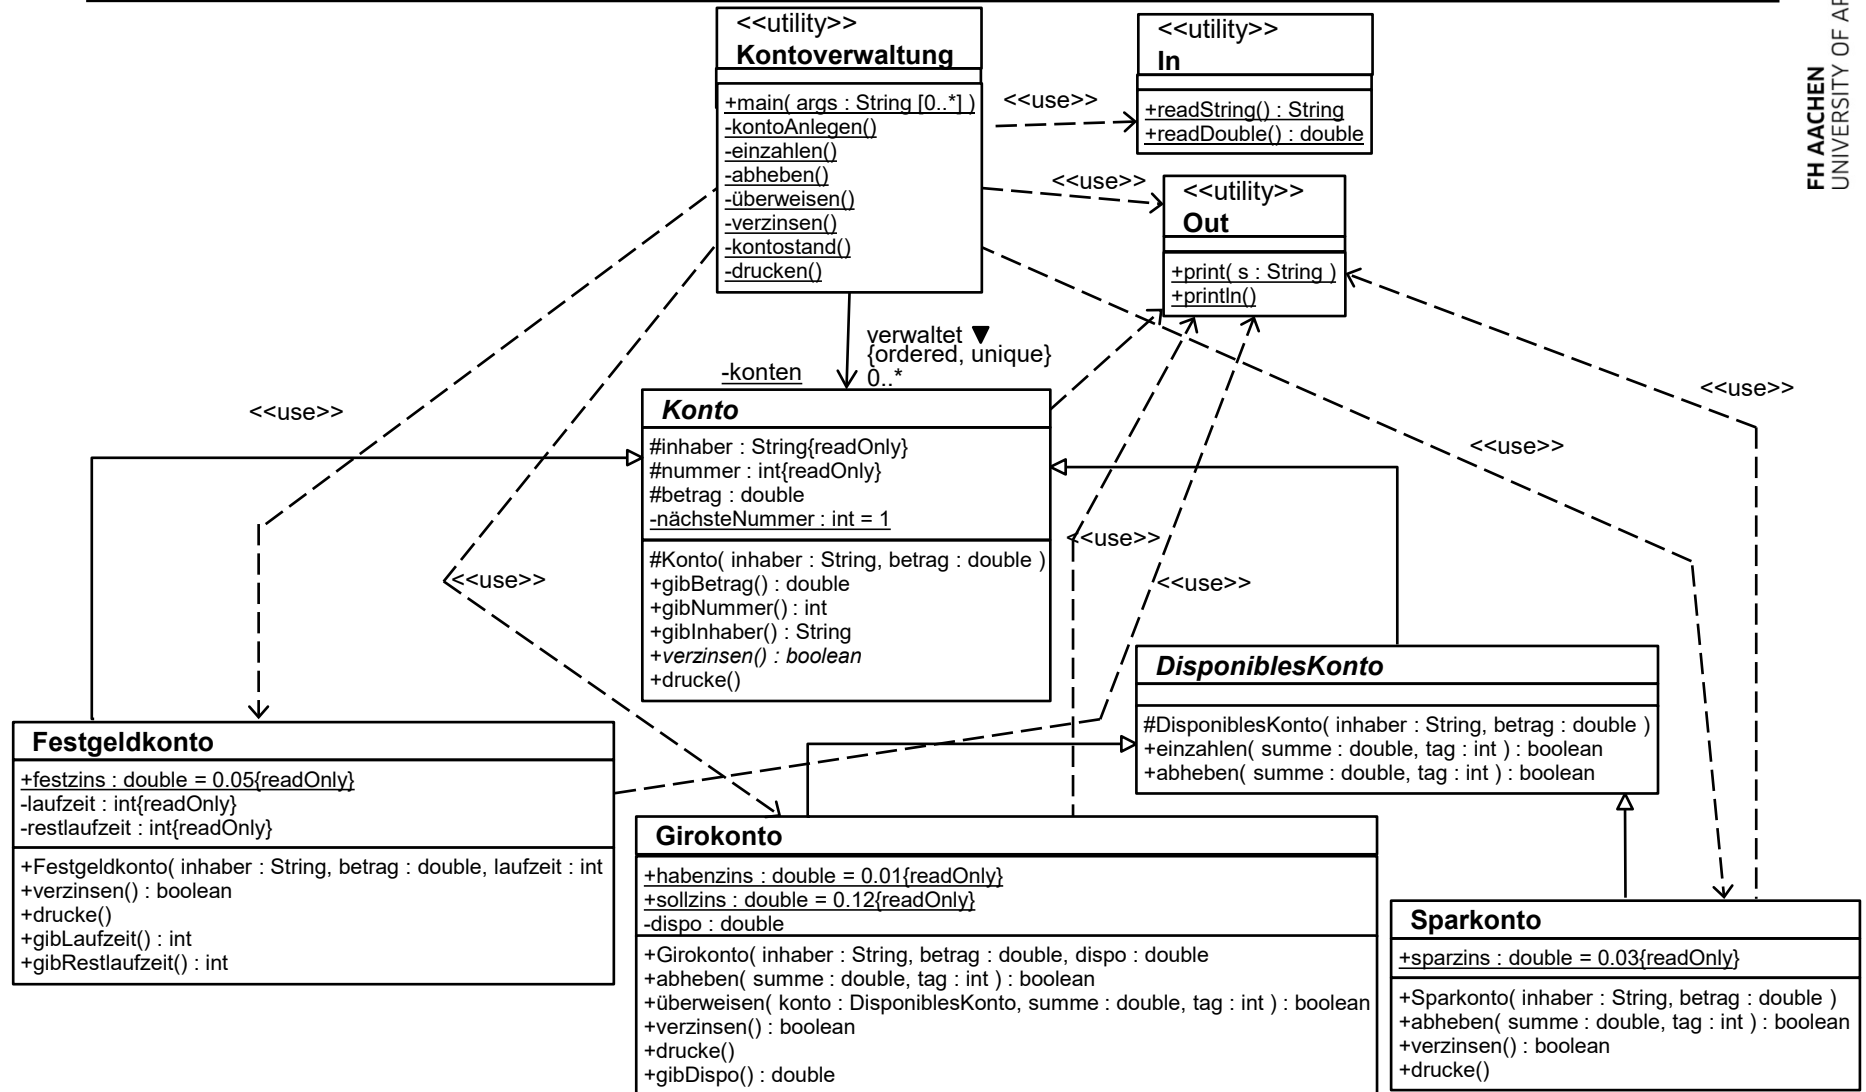 <<utility>>
Kontoverwaltung
+main( args : String [0..*] )
-kontoAnlegen()
-einzahlen()
-abheben()
-überweisen()
-verzinsen()
-kontostand()
-drucken()
<<use>>
<<utility>>
In
+readString() : String
+readDouble() : double
FH AACHEN
UNIVERSITY OF
<<use>>
<<utility>>
Out
+print( s : String )
+println()
verwaltet ▼
{ordered, unique}
-konten
0..*
<<use>>
<<use>>
<<use>>
Konto
#inhaber : String{readOnly}
#nummer : int{readOnly}
#betrag : double
-nächsteNummer : int = 1
#Konto( inhaber : String, betrag : double )
+gibBetrag() : double
+gibNummer() : int
+gibInhaber() : String
+verzinsen() : boolean
+drucke()
<<use>>
<<use>>
<<use>>
DisponiblesKonto
#DisponiblesKonto( inhaber : String, betrag : double )
+einzahlen( summe : double, tag : int ) : boolean
+abheben( summe : double, tag : int ) : boolean
Festgeldkonto
+festzins : double = 0.05{readOnly}
-laufzeit : int{readOnly}
-restlaufzeit : int{readOnly}
+Festgeldkonto( inhaber : String, betrag : double, laufzeit : int
+verzinsen() : boolean
+drucke()
+gibLaufzeit() : int
+gibRestlaufzeit() : int
Girokonto
+habenzins : double = 0.01{readOnly}
+sollzins : double = 0.12{readOnly}
-dispo : double
+Girokonto( inhaber : String, betrag : double, dispo : double
+abheben( summe : double, tag : int ) : boolean
+überweisen( konto : DisponiblesKonto, summe : double, tag : int ) : boolean
+verzinsen() : boolean
+drucke()
+gibDispo() : double
Sparkonto
+sparzins : double = 0.03{readOnly}
+Sparkonto( inhaber : String, betrag : double )
+abheben( summe : double, tag : int ) : boolean
+verzinsen() : boolean
+drucke()